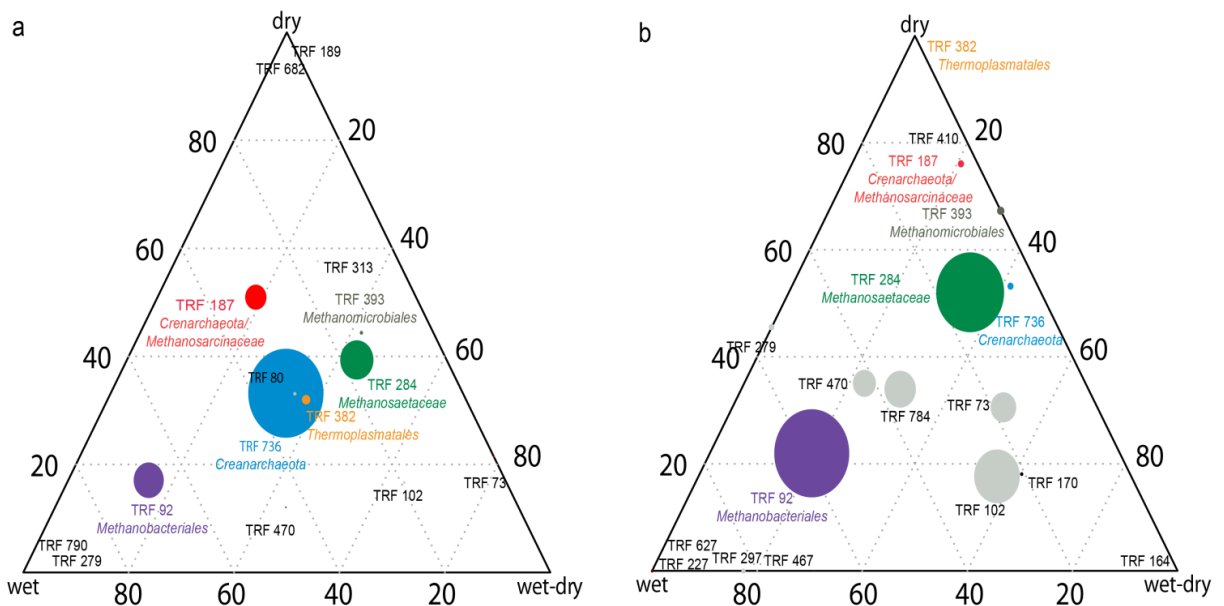 a
dry
TRF 189
TRF 682
80
20
60
40
TRF 313
TRF 187
Crenarchaeota/
Methanosarcinaceae
TRF 393
Methanomicrobiales
40
60
TRF 80
TRF 284
Methanosaetaceae
TRF 382
Thermoplasmatales
TRF 736
Creanarchaeota
20
80
TRF 73
TRF 102
TRF 92
Methanobacteriales
TRF 470
TRF 790
TRF 279
wet
80
60
40
20
wet-dry
b
dry
TRF 382
Thermoplasmatales
80
20
TRF 410
TRF 187
Crenarchaeota/
Methanosarcinaceae
TRF 393
Methanomicrobiales
60
40
TRF 284
Methanosaetaceae
TRF 736
Crenarchaeota
TRF 279
40
60
TRF 470
TRF 784
TRF 73
20
80
TRF 170
TRF 102
TRF 92
Methanobacteriales
TRF 627
TRF 227
TRF 297
TRF 467
TRF 164
wet
80
60
40
20
wet-dry